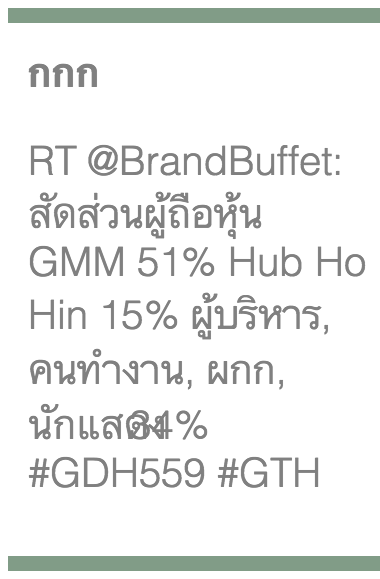 กกก
RT @BrandBuffet:
สัดส่วนผู้ถือหุ้น
GMM 51% Hub Ho
Hin 15% ผู้บริหาร,
คนทำงาน, ผกก,
นักแสดง34%
#GDH559 #GTH